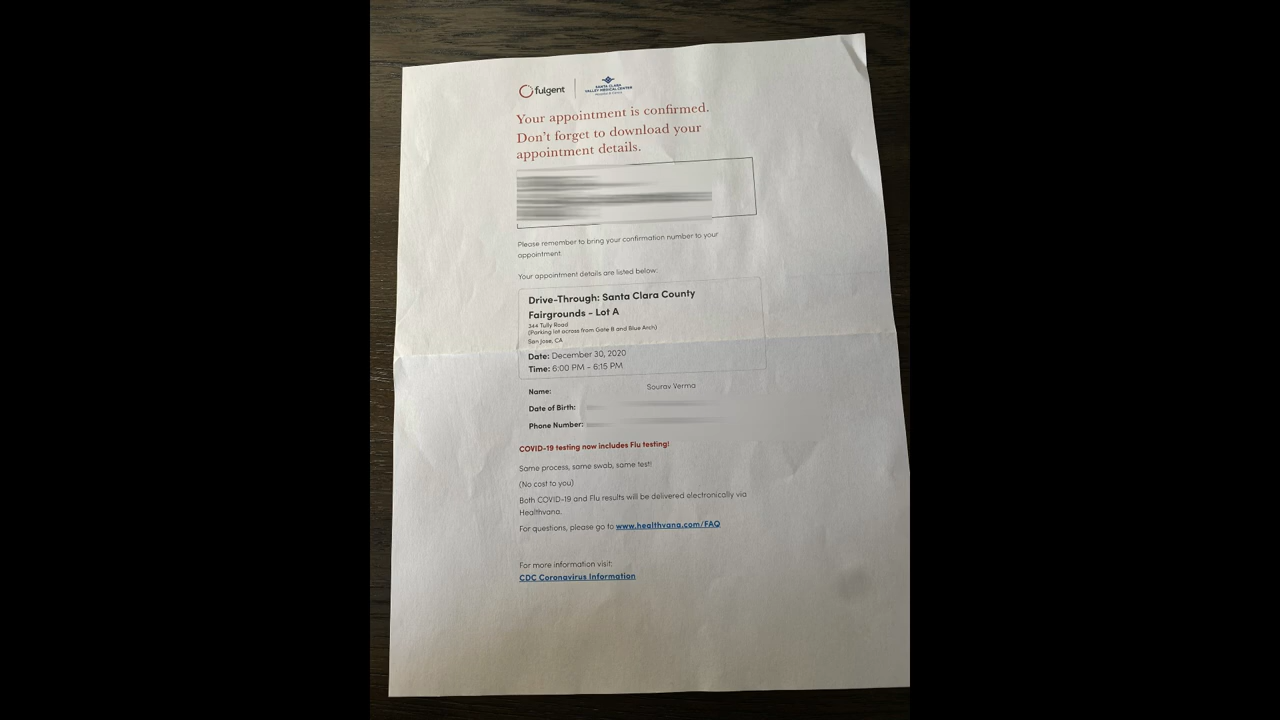 fulgent
SANTA CLARA
VALLEY MEDICAL CENTER
Your appointment is confirmed.
Don't forget to download your
appointment details.
Please remember to bring your confirmation number to your
appointment.
Your appointment details are listed below:
Drive-Through: Santa Clara County
Fairgrounds - Lot A
344 Tully Road
(Parking lot across from Gate B and Blue Arch)
San Jose, CA
Date: December 30, 2020
Time: 6:00 PM - 6:15 PM
Name: Sourav Verma
Date of Birth:
Phone Number:
COVID-19 testing now includes Flu testing!
Same process, same swab, same test!
(No cost to you)
Both COVID-19 and Flu results will be delivered electronically via
Healthvana.
For questions, please go to www.healthvana.com/FAQ
For more information visit:
CDC Coronavirus Information